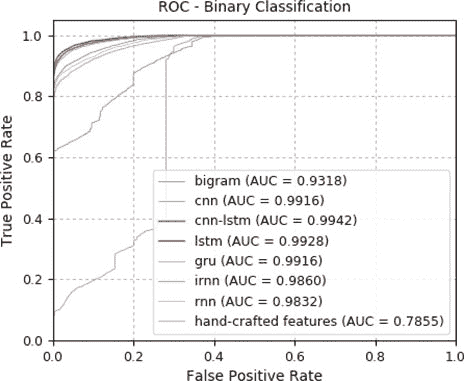 ROC - Binary Classification
True Positive Rate
1.0
0.8
0.6
0.4
0.2
0.0
bigram (AUC = 0.9318)
cnn (AUC = 0.9916)
cnn-lstm (AUC = 0.9942)
lstm (AUC = 0.9928)
gru (AUC = 0.9916)
irnn (AUC = 0.9860)
rnn (AUC = 0.9832)
hand-crafted features (AUC = 0.7855)
0.0 0.2 0.4 0.6 0.8 1.0
False Positive Rate